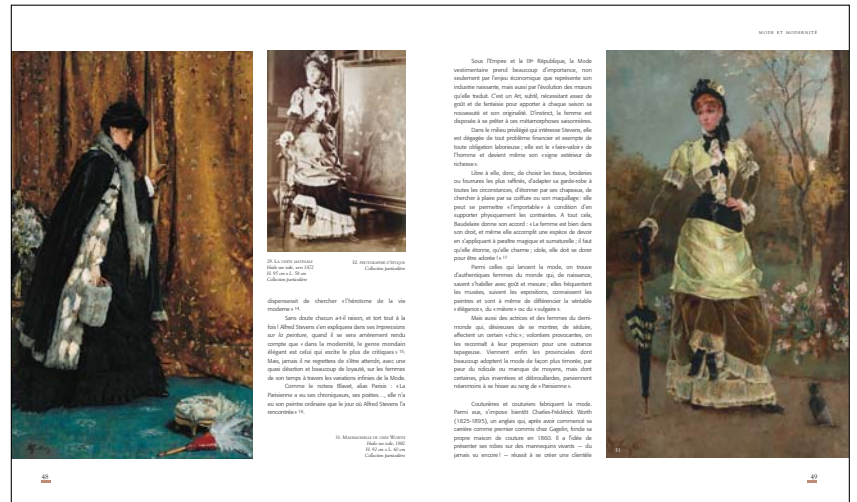 29. La visite matinale
Huile sur toile, vers 1872
H. 95 cm x L. 58 cm
Collection particulière
32. photographie d'époque
Collection particulière
dispenserait de chercher « l'héroïsme de la vie
moderne » 14.
Sans doute chacun a-t-il raison, et tort tout à la
fois ! Alfred Stevens s'en expliquera dans ses Impressions
sur la peinture, quand il se sera amèrement rendu
compte que « dans la modernité, le genre mondain
élégant est celui qui excite le plus de critiques » 15.
Mais, jamais il ne regrettera de s'être attendri, avec une
quasi dévotion et beaucoup de loyauté, sur les femmes
de son temps à travers les variations infinies de la Mode.
Comme le notera Blavet, alias Parisis : « La
Parisienne a eu ses chroniqueurs, ses poètes..., elle n'a
eu son peintre ordinaire que le jour où Alfred Stevens l'a
rencontrée » 16.
31. Mademoiselle de chez Worth
Huile sur toile, 1880
H. 92 cm x L. 60 cm
Collection particulière
48
MODE ET MODERNITÉ
Sous l'Empire et la IIIe République, la Mode
vestimentaire prend beaucoup d'importance, non
seulement par l'enjeu économique que représente son
industrie naissante, mais aussi par l'évolution des mœurs
qu'elle traduit. C'est un Art, subtil, nécessitant assez de
goût et de fantaisie pour apporter à chaque saison sa
nouveauté et son originalité. D'instinct, la femme est
disposée à se prêter à ces métamorphoses saisonnières.
Dans le milieu privilégié qui intéresse Stevens, elle
est dégagée de tout problème financier et exempte de
toute obligation laborieuse ; elle est le « faire-valoir » de
l'homme et devient même son « signe extérieur de
richesse ».
Libre à elle, donc, de choisir les tissus, broderies
ou fourrures les plus raffinés, d'adapter sa garde-robe à
toutes les circonstances, d'étonner par ses chapeaux, de
chercher à plaire par sa coiffure ou son maquillage : elle
peut se permettre « l'importable » à condition d'en
supporter physiquement les contraintes. A tout cela,
Baudelaire donne son accord : « La femme est bien dans
son droit, et même elle accomplit une espèce de devoir
en s'appliquant à paraître magique et surnaturelle ; il faut
qu'elle étonne, qu'elle charme ; idole, elle doit se dorer
pour être adorée ! » 17
Parmi celles qui lancent la mode, on trouve
d'authentiques femmes du monde qui, de naissance,
savent s'habiller avec goût et mesure ; elles fréquentent
les musées, suivent les expositions, connaissent les
peintres et sont à même de différencier la véritable
« élégance », du « mièvre » ou du « vulgaire ».
Mais aussi des actrices et des femmes du demi-
monde qui, désireuses de se montrer, de séduire,
affectent un certain « chic » ; volontiers provocantes, on
les reconnaît à leur propension pour une outrance
tapageuse. Viennent enfin les provinciales dont
beaucoup adoptent la mode de façon plus timorée, par
peur du ridicule ou manque de moyens, mais dont
certaines, plus inventives et débrouillardes, parviennent
néanmoins à se hisser au rang de « Parisienne ».
Couturières et couturiers fabriquent la mode.
Parmi eux, s'impose bientôt Charles-Frédérick Worth
(1825-1895), un anglais qui, après avoir commencé sa
carrière comme premier commis chez Gagelin, fonde sa
propre maison de couture en 1860. Il a l'idée de
présenter ses robes sur des mannequins vivants — du
jamais vu encore ! — réussit à se créer une clientèle
31
49